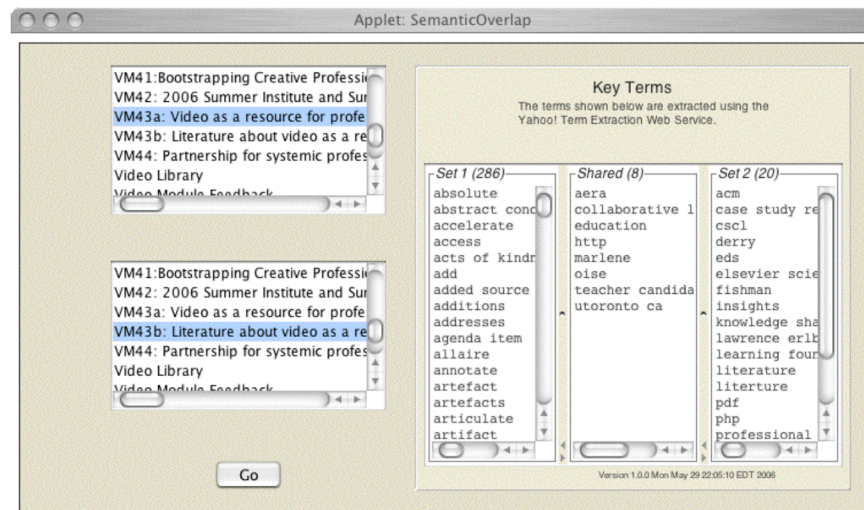 Applet: SemanticOverlap
VM41:Bootstrapping Creative Professi
VM42: 2006 Summer Institute and Sur
VM43a: Video as a resource for profe
VM43b: Literature about video as a re
VM44: Partnership for systemic profes
Video Library
Video Module Feedback
VM41:Bootstrapping Creative Professi
VM42: 2006 Summer Institute and Sur
VM43a: Video as a resource for profe
VM43b: Literature about video as a re
VM44: Partnership for systemic profes
Video Library
Video Module Feedback
Go
Key Terms
The terms shown below are extracted using the
Yahoo! Term Extraction Web Service.
Set 1 (286)
absolute
abstract conc
accelerate
access
acts of kindr
add
added source
additions
addresses
agenda item
allaire
annotate
artefact
artefacts
articulate
artifact
Shared (8)
aera
collaborative l
education
http
marlene
oise
teacher candida
utoronto ca
Set 2 (20)
acm
case study re
cscl
derry
eds
elsevier scie
fishman
insights
knowledge sha
lawrence erlb
learning four
literature
literture
pdf
php
professional
Version 1.0.0 Mon May 29 22:05:10 EDT 2006